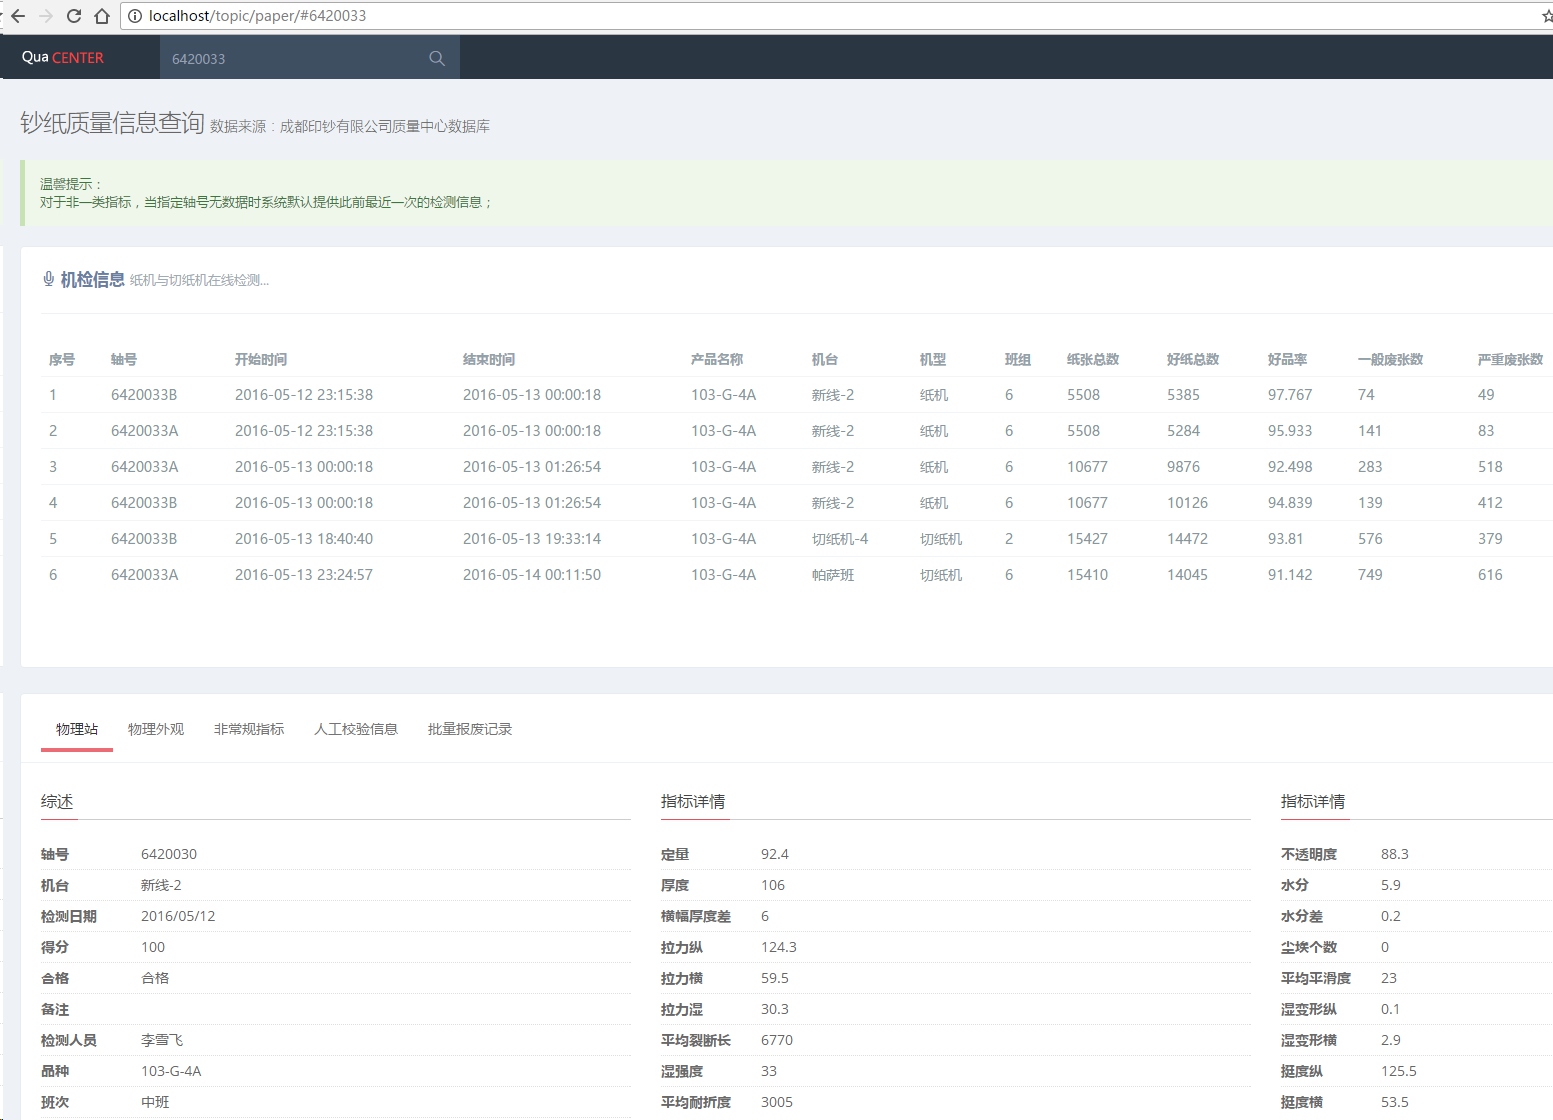 localhost/topic/paper/#6420033
Qua CENTER 6420033
钞纸质量信息查询 数据来源：成都印钞有限公司质量中心数据库
温馨提示：
对于非一类指标，当指定轴号无数据时系统默认提供此前最近一次的检测信息；
机检信息 纸机与切纸机在线检测...
序号 轴号 开始时间 结束时间 产品名称 机台 机型 班组 纸张总数 好纸总数 好品率 一般废张数 严重废张数
1 6420033B 2016-05-12 23:15:38 2016-05-13 00:00:18 103-G-4A 新线-2 纸机 6 5508 5385 97.767 74 49
2 6420033A 2016-05-12 23:15:38 2016-05-13 00:00:18 103-G-4A 新线-2 纸机 6 5508 5284 95.933 141 83
3 6420033A 2016-05-13 00:00:18 2016-05-13 01:26:54 103-G-4A 新线-2 纸机 6 10677 9876 92.498 283 518
4 6420033B 2016-05-13 00:00:18 2016-05-13 01:26:54 103-G-4A 新线-2 纸机 6 10677 10126 94.839 139 412
5 6420033B 2016-05-13 18:40:40 2016-05-13 19:33:14 103-G-4A 切纸机-4 切纸机 2 15427 14472 93.81 576 379
6 6420033A 2016-05-13 23:24:57 2016-05-14 00:11:50 103-G-4A 帕萨班 切纸机 6 15410 14045 91.142 749 616
物理站 物理外观 非常规指标 人工校验信息 批量报废记录
综述 指标详情 指标详情
轴号 6420030 定量 92.4 不透明度 88.3
机台 新线-2 厚度 106 水分 5.9
检测日期 2016/05/12 横幅厚度差 6 水分差 0.2
得分 100 拉力纵 124.3 尘埃个数 0
合格 合格 拉力横 59.5 平均平滑度 23
备注 拉力湿 30.3 湿变形纵 0.1
检测人员 李雪飞 平均裂断长 6770 湿变形横 2.9
品种 103-G-4A 湿强度 33 挺度纵 125.5
班次 中班 平均耐折度 3005 挺度横 53.5